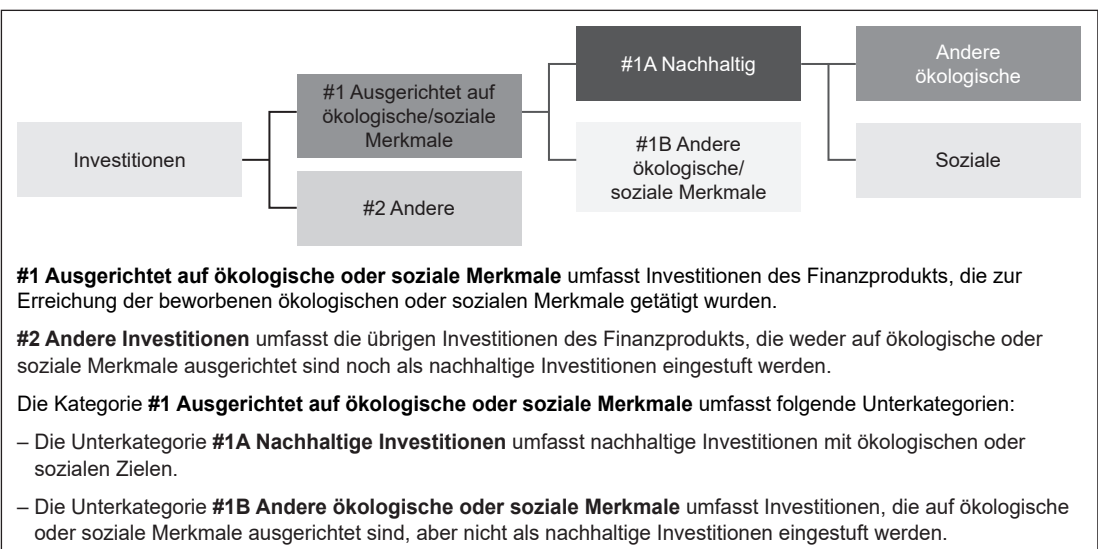 Investitionen
#1 Ausgerichtet auf
ökologische/soziale
Merkmale
#2 Andere
#1A Nachhaltig
#1B Andere
ökologische/
soziale Merkmale
Andere
ökologische
Soziale
#1 Ausgerichtet auf ökologische oder soziale Merkmale umfasst Investitionen des Finanzprodukts, die zur
Erreichung der beworbenen ökologischen oder sozialen Merkmale getätigt wurden.
#2 Andere Investitionen umfasst die übrigen Investitionen des Finanzprodukts, die weder auf ökologische oder
soziale Merkmale ausgerichtet sind noch als nachhaltige Investitionen eingestuft werden.
Die Kategorie #1 Ausgerichtet auf ökologische oder soziale Merkmale umfasst folgende Unterkategorien:
– Die Unterkategorie #1A Nachhaltige Investitionen umfasst nachhaltige Investitionen mit ökologischen oder
sozialen Zielen.
– Die Unterkategorie #1B Andere ökologische oder soziale Merkmale umfasst Investitionen, die auf ökologische
oder soziale Merkmale ausgerichtet sind, aber nicht als nachhaltige Investitionen eingestuft werden.